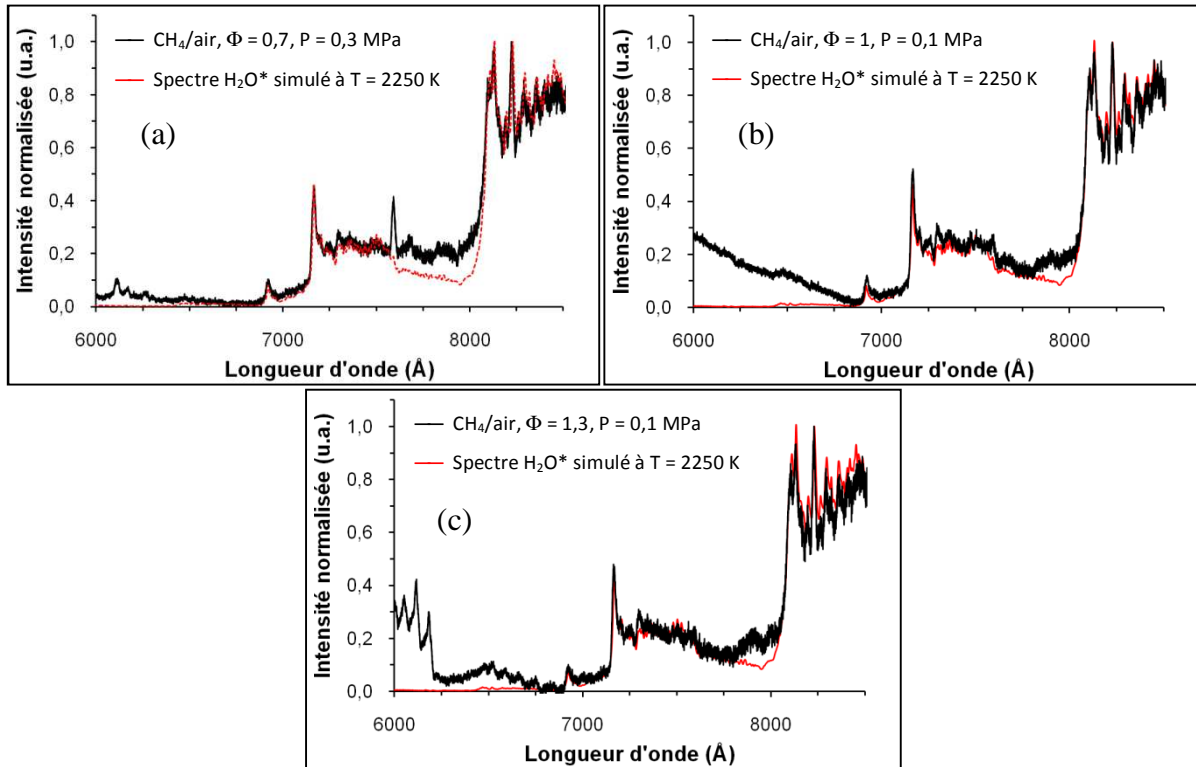 CH₄/air, Φ = 0,7, P = 0,3 MPa
Spectre H₂O* simulé à T = 2250 K
(a)
Intensité normalisée (u.a.)
1,0
0,8
0,6
0,4
0,2
0,0
6000 7000 8000
Longueur d'onde (Å)
CH₄/air, Φ = 1, P = 0,1 MPa
Spectre H₂O* simulé à T = 2250 K
(b)
Intensité normalisée (u.a.)
1,0
0,8
0,6
0,4
0,2
0,0
6000 7000 8000
Longueur d'onde (Å)
CH₄/air, Φ = 1,3, P = 0,1 MPa
Spectre H₂O* simulé à T = 2250 K
(c)
Intensité normalisée (u.a.)
1,0
0,8
0,6
0,4
0,2
0,0
6000 7000 8000
Longueur d'onde (Å)